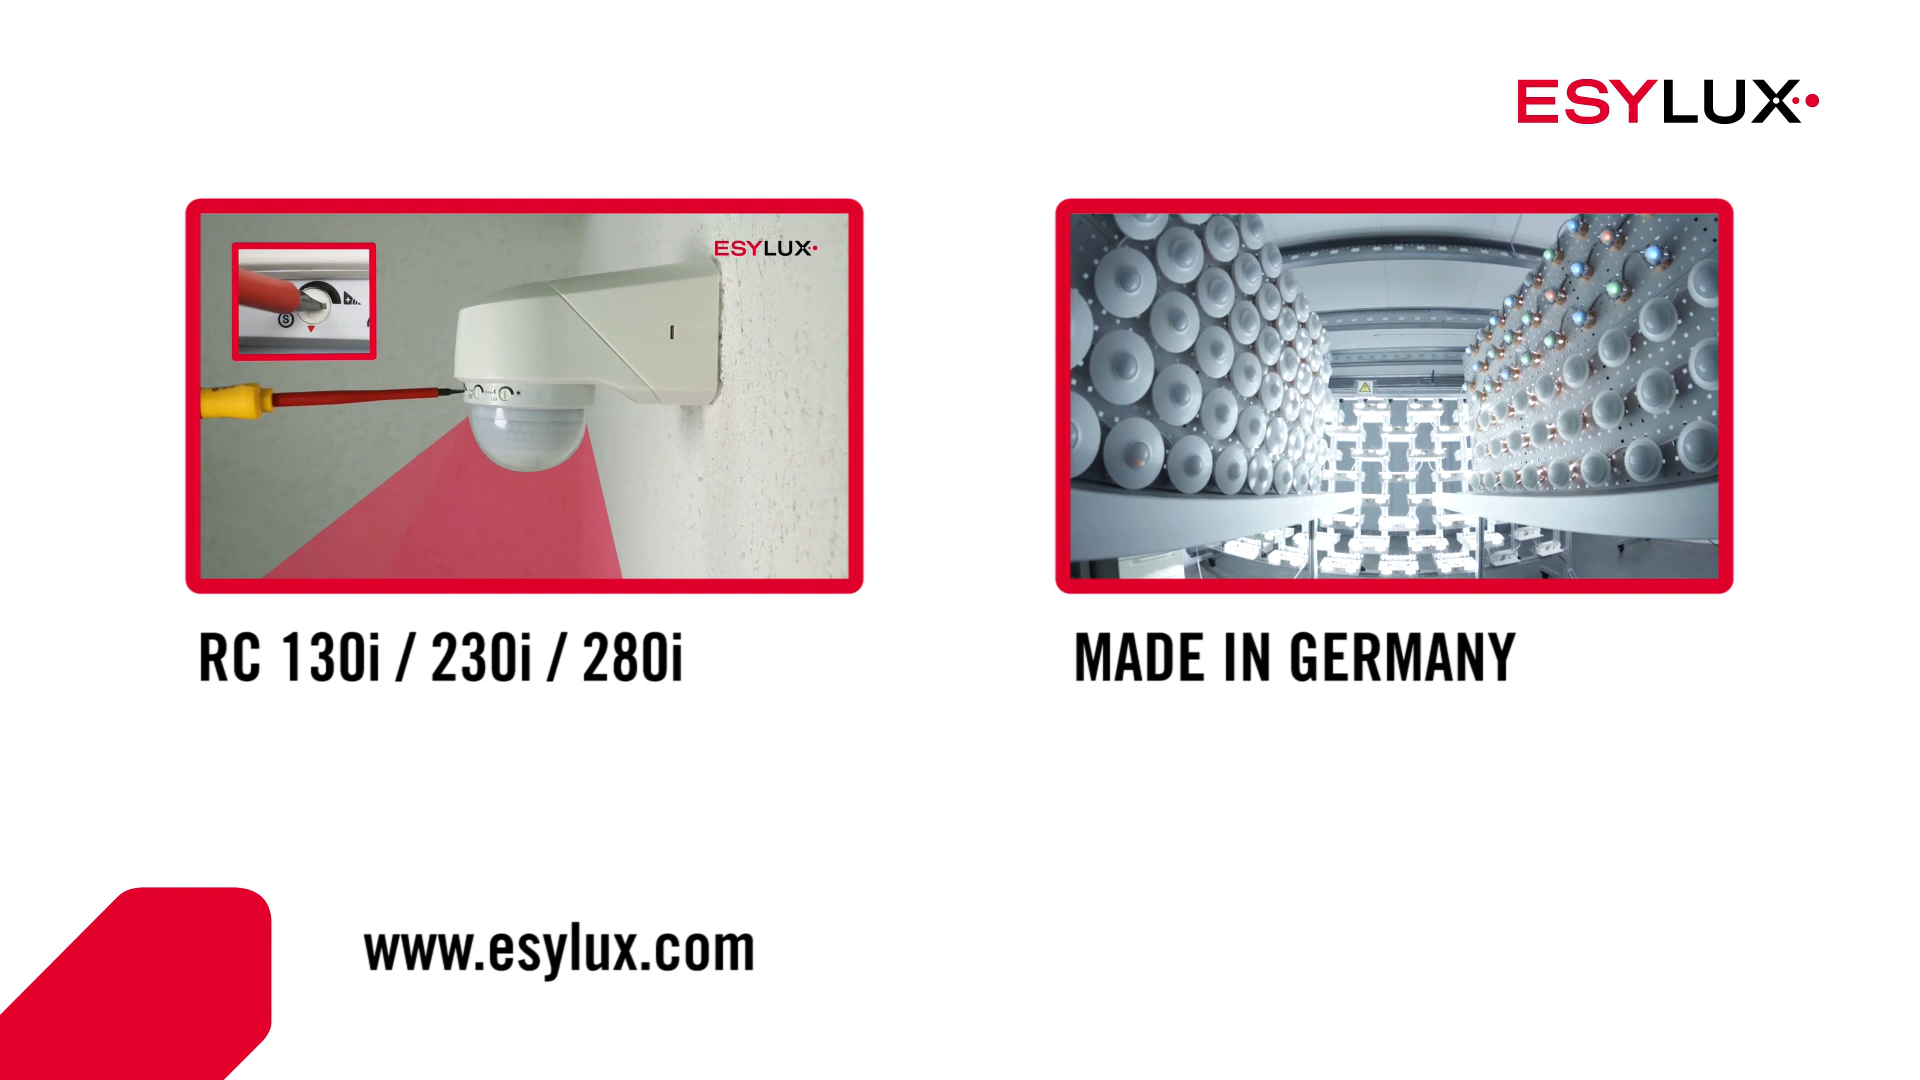 ESYLUX
ESYLUX
S
RC 130i / 230i / 280i
MADE IN GERMANY
www.esylux.com